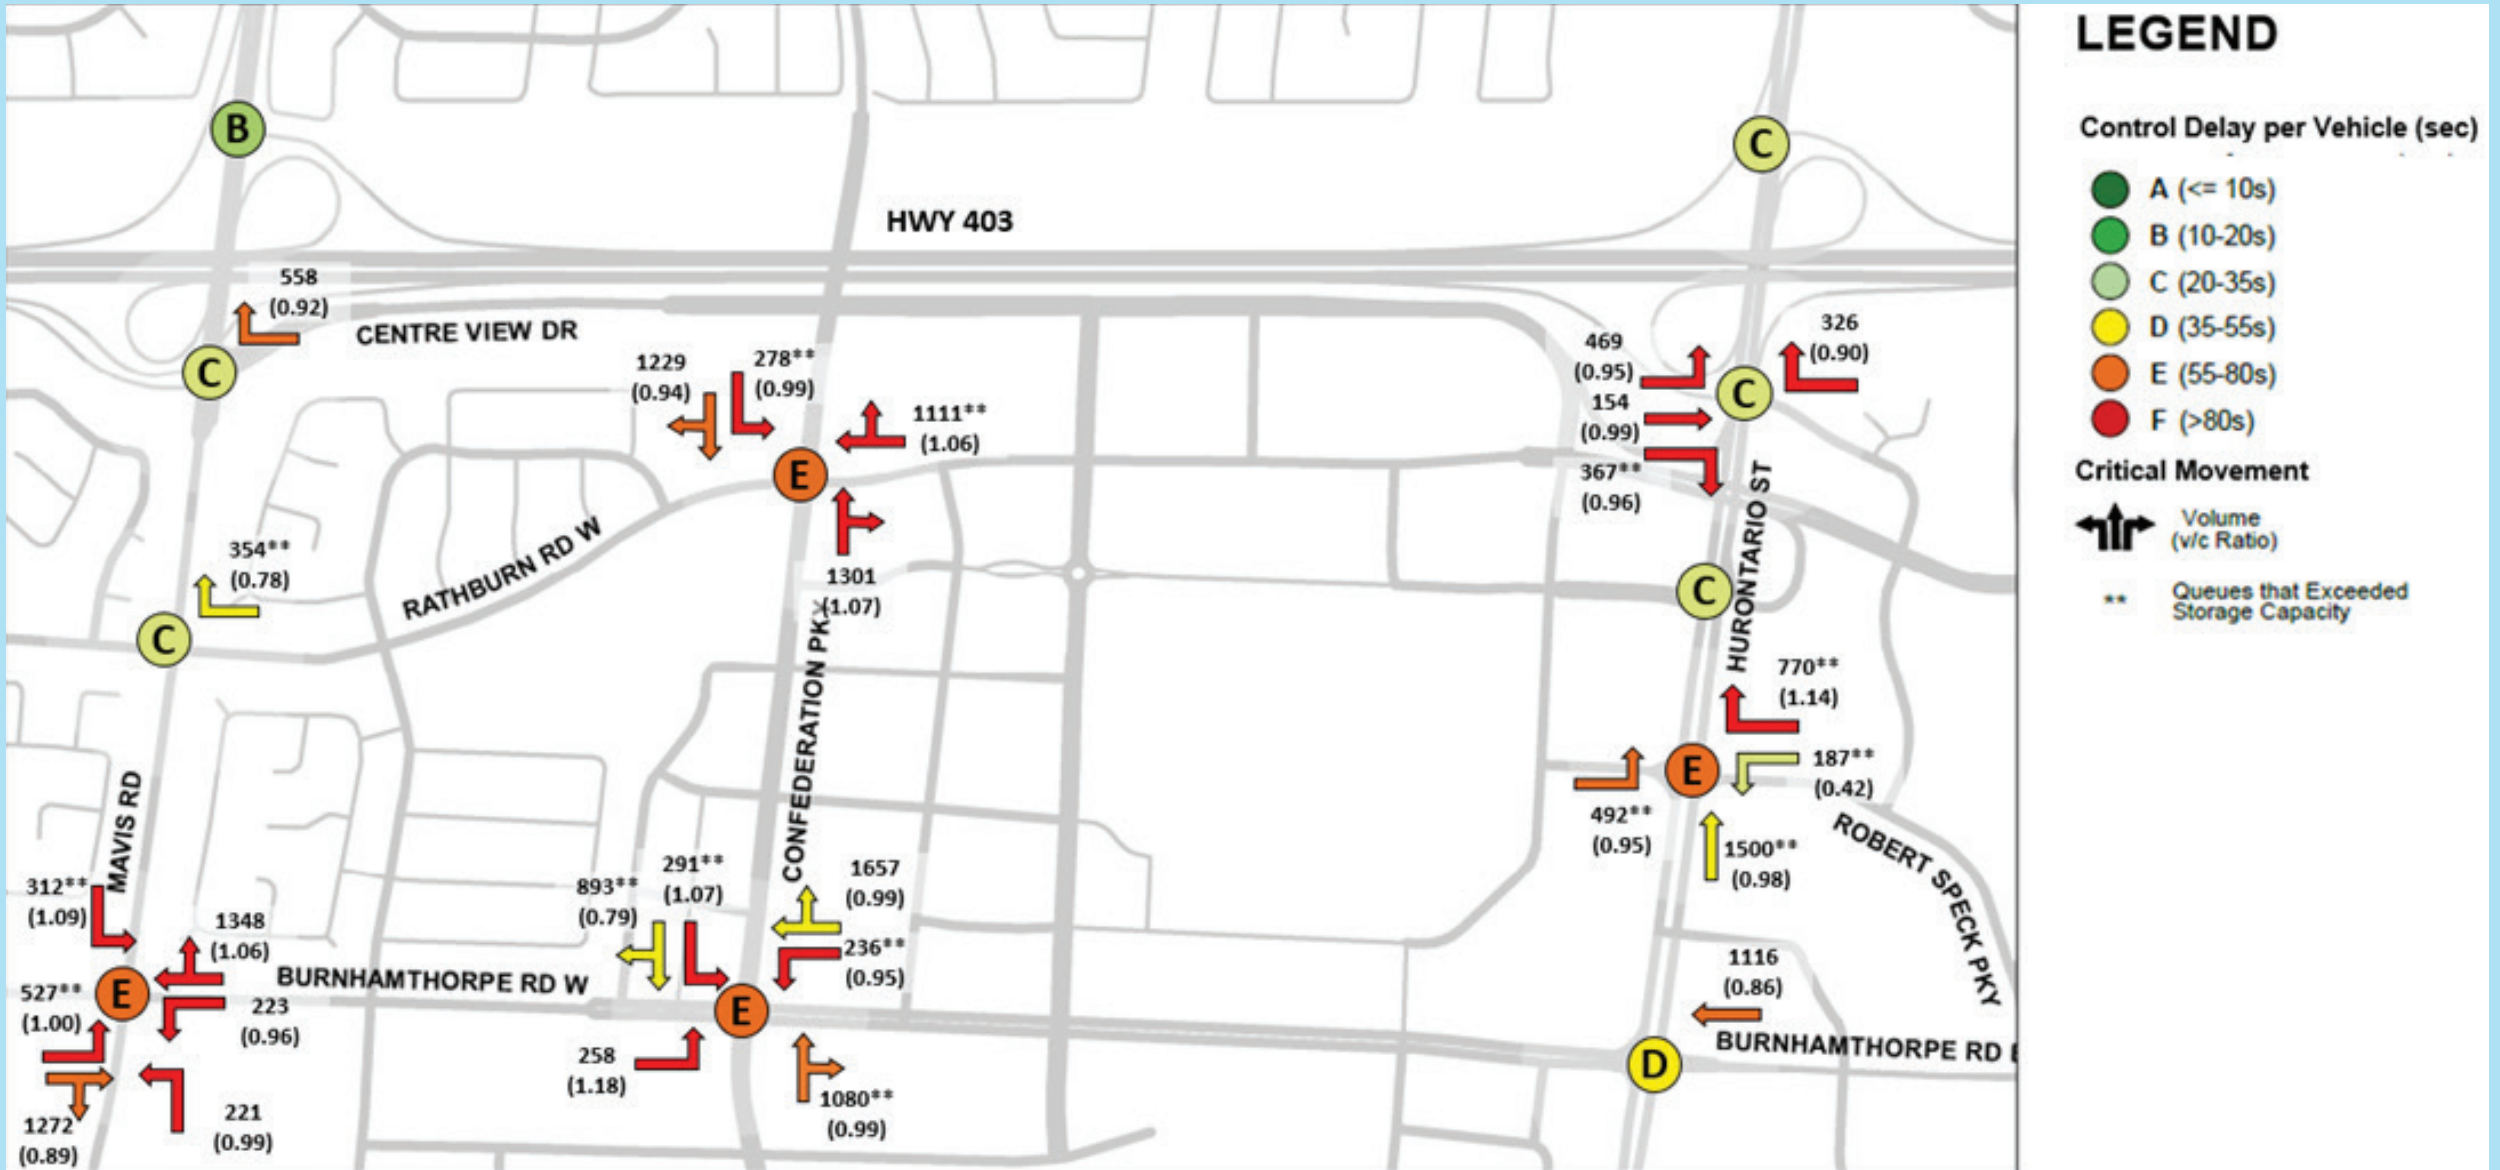 LEGEND
Control Delay per Vehicle (sec)
A (<= 10s)
B (10-20s)
C (20-35s)
D (35-55s)
E (55-80s)
F (>80s)
Critical Movement
Volume
(v/c Ratio)
** Queues that Exceeded
Storage Capacity
B
C
HWY 403
558
(0.92)
CENTRE VIEW DR
C
1229
(0.94)
278**
(0.99)
1111**
(1.06)
E
1301
(1.07)
469
(0.95)
154
(0.99)
367**
(0.96)
326
(0.90)
C
HURONTARIO ST
C
354**
(0.78)
C
RATHBURN RD W
CONFEDERATION PKY
MAVIS RD
770**
(1.14)
187**
(0.42)
E
492**
(0.95)
1500**
(0.98)
ROBERT SPECK PKY
312**
(1.09)
1348
(1.06)
E
527**
(1.00)
223
(0.96)
1272
(0.89)
221
(0.99)
BURNHAMTHORPE RD W
893**
(0.79)
291**
(1.07)
1657
(0.99)
236**
(0.95)
E
258
(1.18)
1080**
(0.99)
1116
(0.86)
D
BURNHAMTHORPE RD E